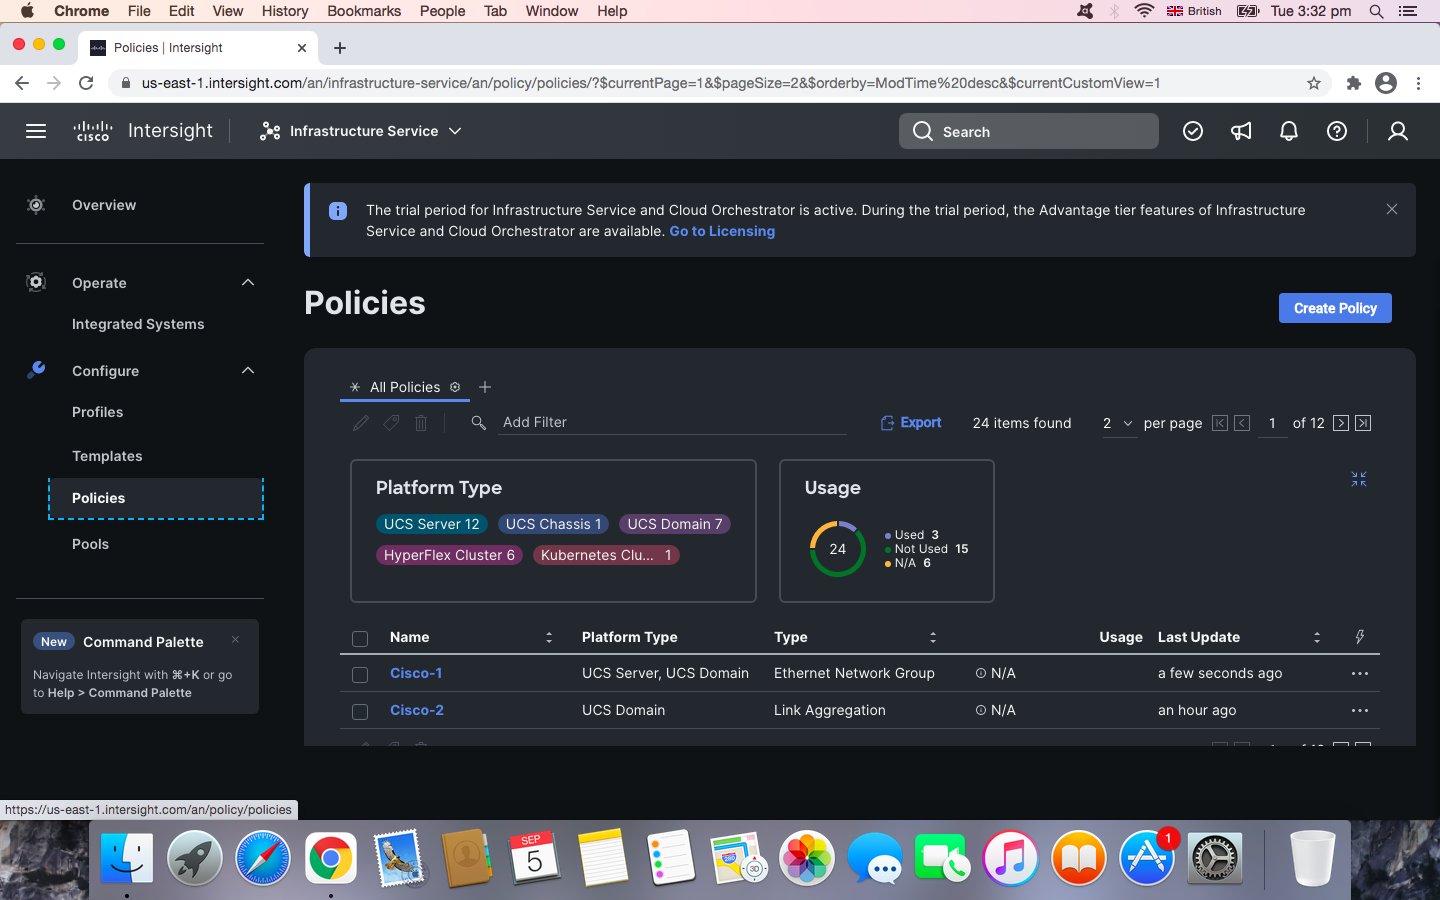 Chrome File Edit View History Bookmarks People Tab Window Help British Tue 3:32 pm
Policies | Intersight
us-east-1.intersight.com/an/infrastructure-service/an/policy/policies/?$currentPage=1&$pageSize=2&$orderby=ModTime%20desc&$currentCustomView=1
cisco Intersight Infrastructure Service Search
Overview
Operate
Integrated Systems
Configure
Profiles
Templates
Policies
Pools
New Command Palette
Navigate Intersight with ⌘+K or go
to Help > Command Palette
The trial period for Infrastructure Service and Cloud Orchestrator is active. During the trial period, the Advantage tier features of Infrastructure
Service and Cloud Orchestrator are available. Go to Licensing
Policies
Create Policy
All Policies
Add Filter Export 24 items found 2 per page 1 of 12
Platform Type
UCS Server 12 UCS Chassis 1 UCS Domain 7
HyperFlex Cluster 6 Kubernetes Clu... 1
Usage
24
Used 3
Not Used 15
N/A 6
Name Platform Type Type Usage Last Update
Cisco-1 UCS Server, UCS Domain Ethernet Network Group N/A a few seconds ago
Cisco-2 UCS Domain Link Aggregation N/A an hour ago
https://us-east-1.intersight.com/an/policy/policies
SEP
5
280
3D
1